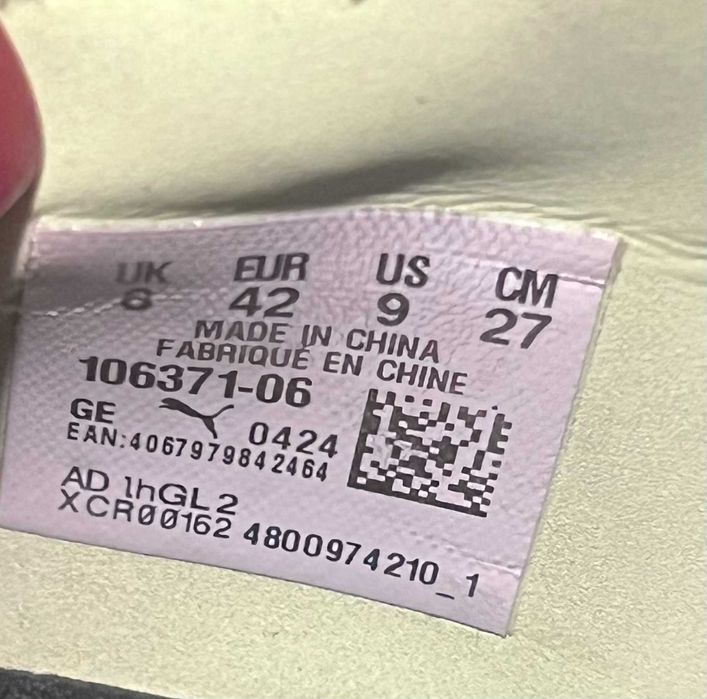 UK EUR US CM
8 42 9 27
MADE IN CHINA
FABRIQUÉ EN CHINE
106371-06
GE 0424
EAN:4067979842464
AD lhGL2
XCR00162 4800974210_1